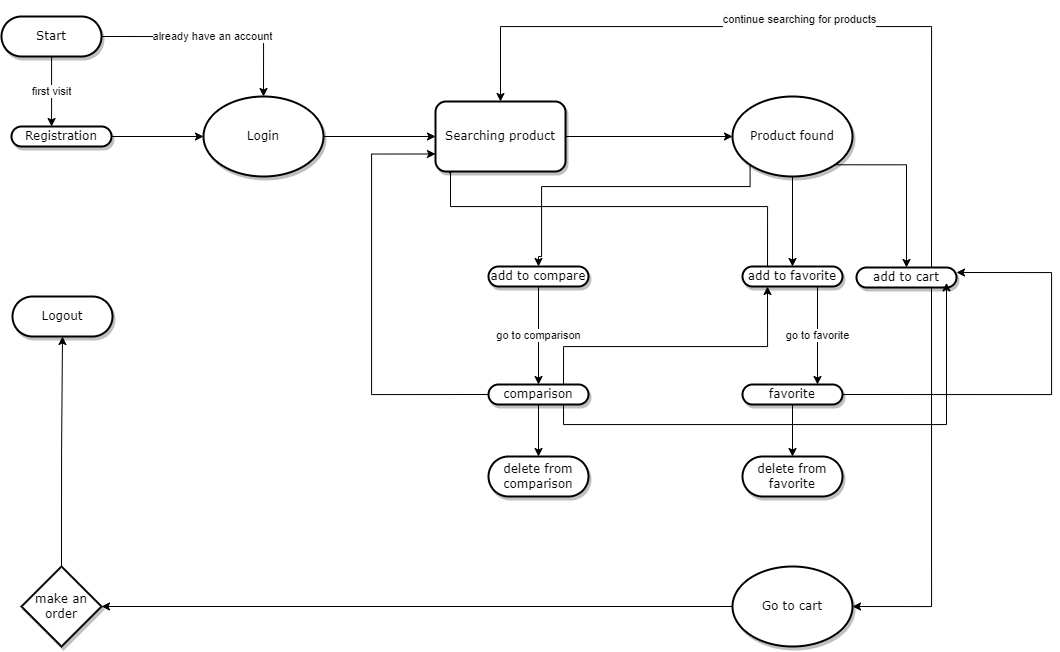 continue searching for products
Start
already have an account
first visit
Registration
Login
Searching product
Product found
add to compare
add to favorite
add to cart
Logout
go to comparison
go to favorite
comparison
favorite
delete from
comparison
delete from
favorite
make an
order
Go to cart